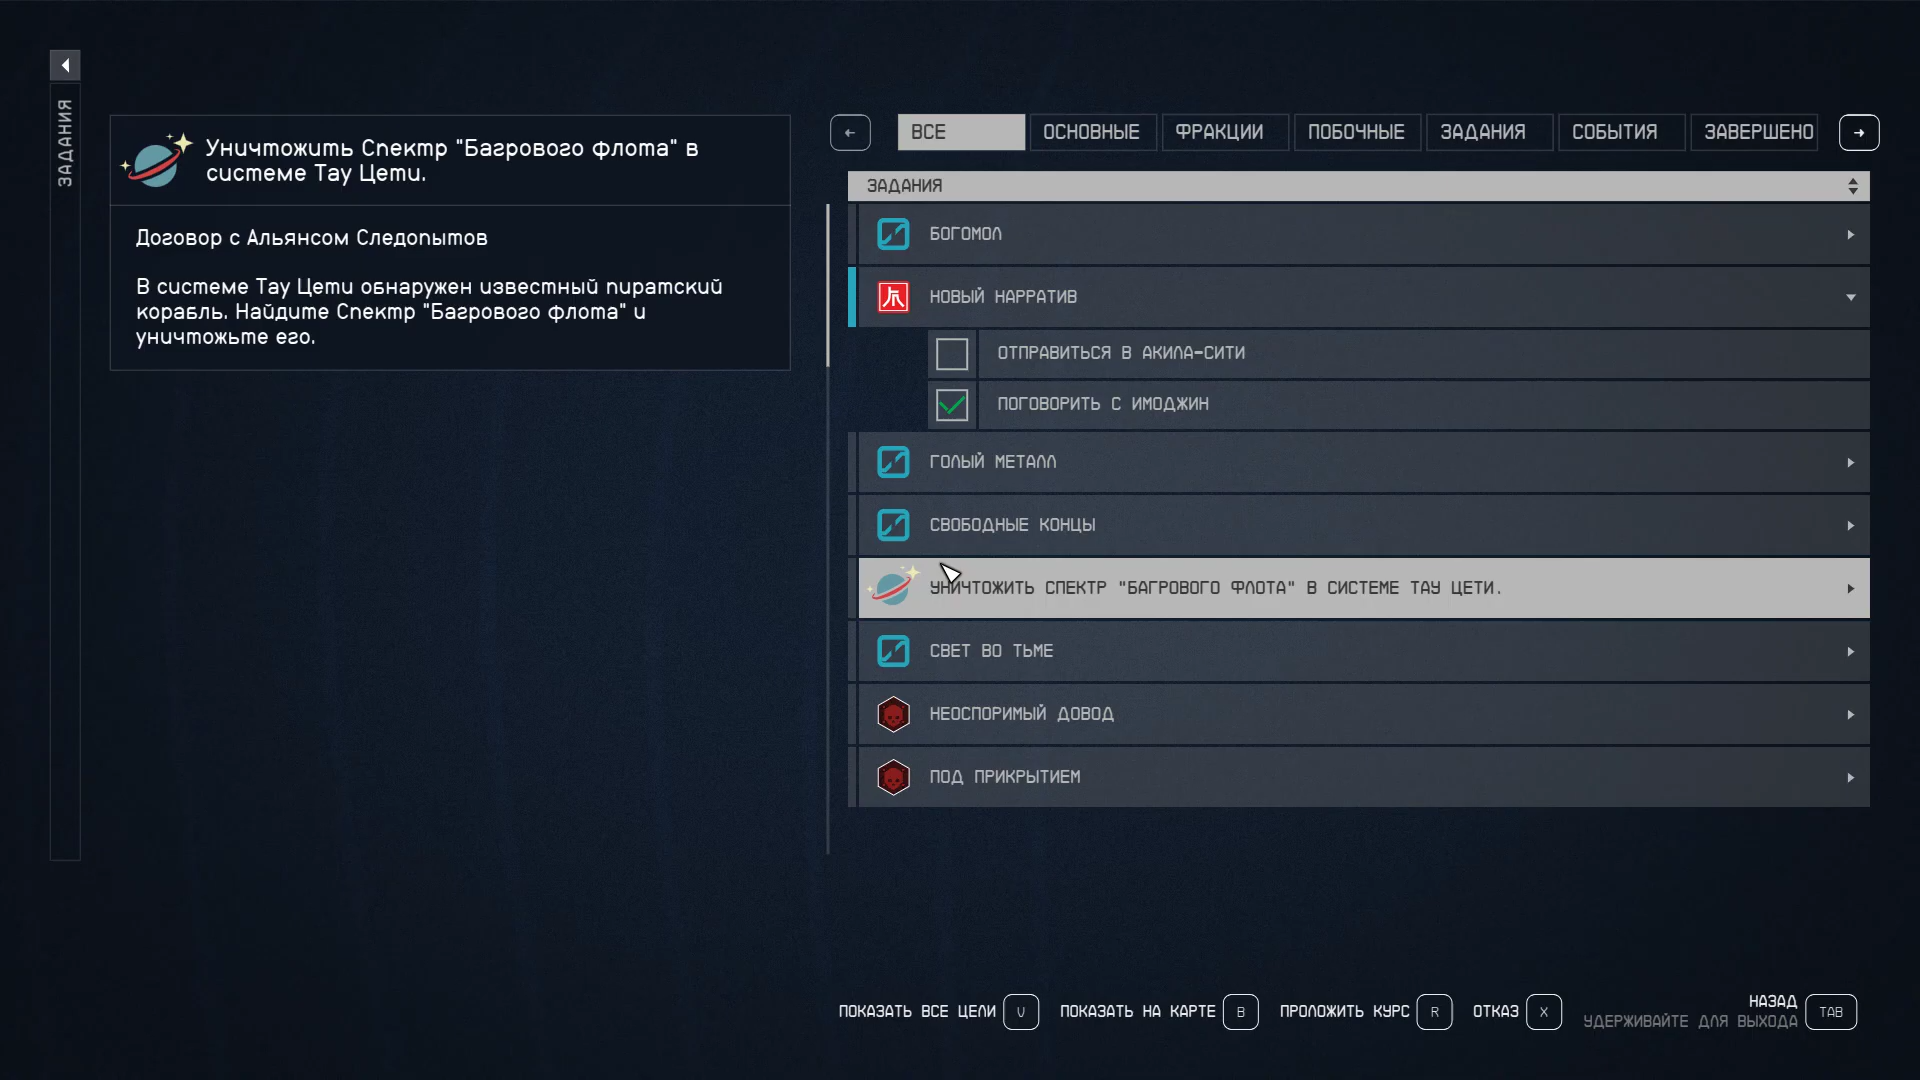 ЗАДАНИЯ
Уничтожить Спектр "Багрового флота" в
системе Тау Цети.
Договор с Альянсом Следопытов
В системе Тау Цети обнаружен известный пиратский
корабль. Найдите Спектр "Багрового флота" и
уничтожьте его.
ВСЕ
ОСНОВНЫЕ
ФРАКЦИИ
ПОБОЧНЫЕ
ЗАДАНИЯ
СОБЫТИЯ
ЗАВЕРШЕНО
ЗАДАНИЯ
БОГОМОЛ
НОВЫЙ НАРРАТИВ
ОТПРАВИТЬСЯ В АКИЛА-СИТИ
ПОГОВОРИТЬ С ИМОДЖИН
ГОЛЫЙ МЕТАЛЛ
СВОБОДНЫЕ КОНЦЫ
УНИЧТОЖИТЬ СПЕКТР "БАГРОВОГО ФЛОТА" В СИСТЕМЕ ТАУ ЦЕТИ.
СВЕТ ВО ТЬМЕ
НЕОСПОРИМЫЙ ДОВОД
ПОД ПРИКРЫТИЕМ
ПОКАЗАТЬ ВСЕ ЦЕЛИ V
ПОКАЗАТЬ НА КАРТЕ B
ПРОЛОЖИТЬ КУРС R
ОТКАЗ X
НАЗАД
УДЕРЖИВАЙТЕ ДЛЯ ВЫХОДА TAB